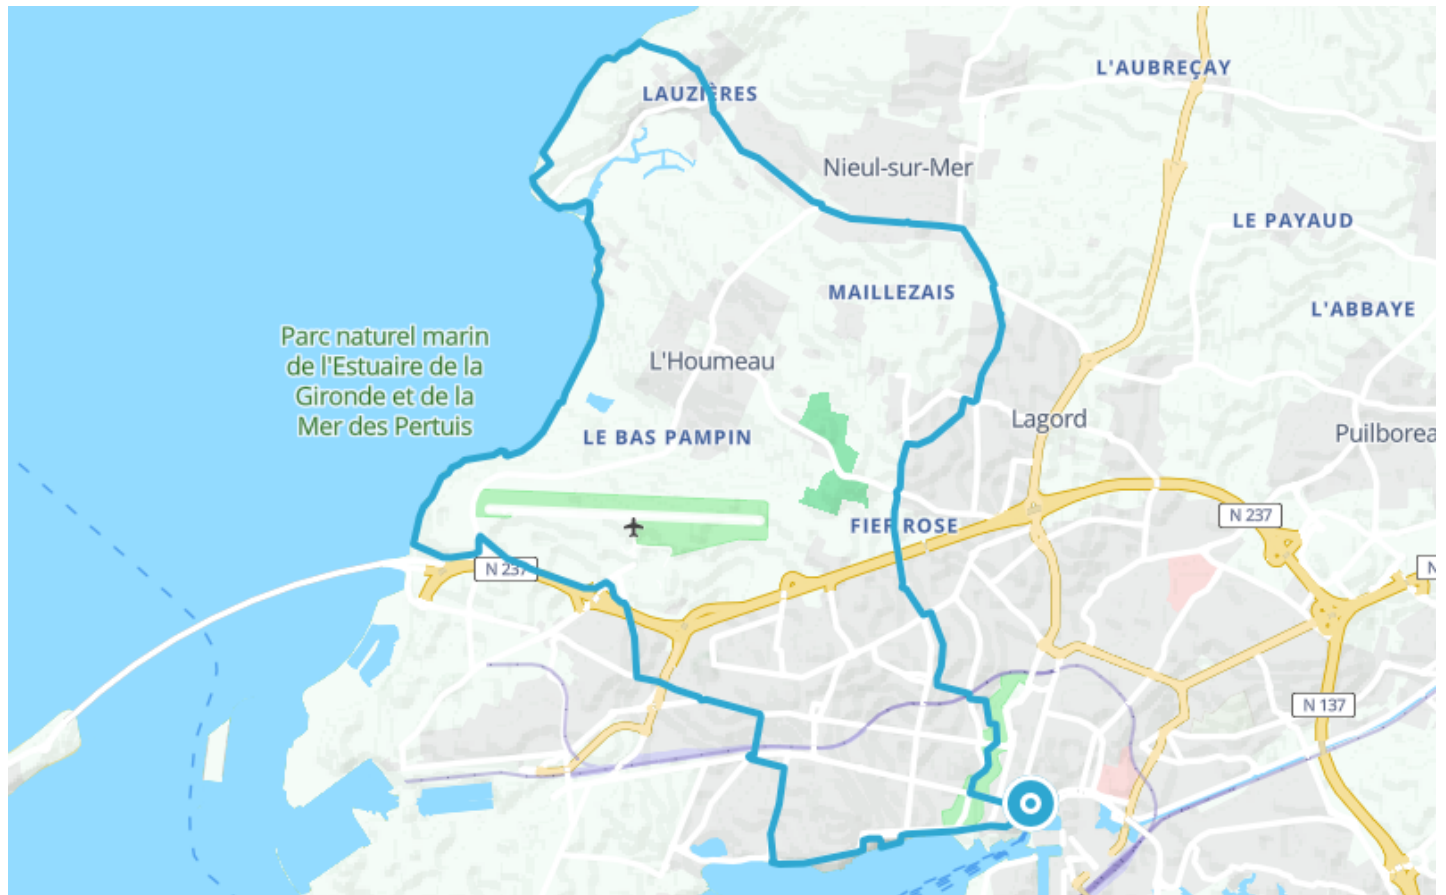 L'AUBREÇAY
LAUZIÈRES
Nieul-sur-Mer
LE PAYAUD
MAILLEZAIS
L'ABBAYE
Parc naturel marin
de l'Estuaire de la
Gironde et de la
Mer des Pertuis
L'Houmeau
Lagord
LE BAS PAMPIN
Puilborea
N 237
FIEF ROSE
N 237
N
N 137